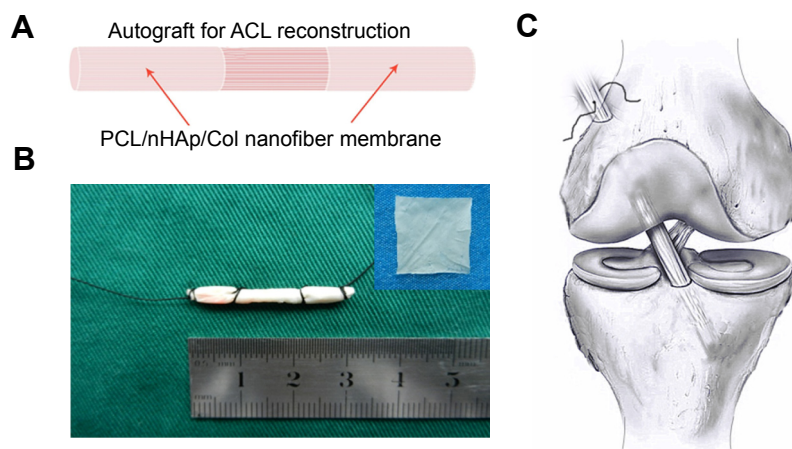 A
Autograft for ACL reconstruction
PCL/nHAp/Col nanofiber membrane
B
1 2 3 4 5
C